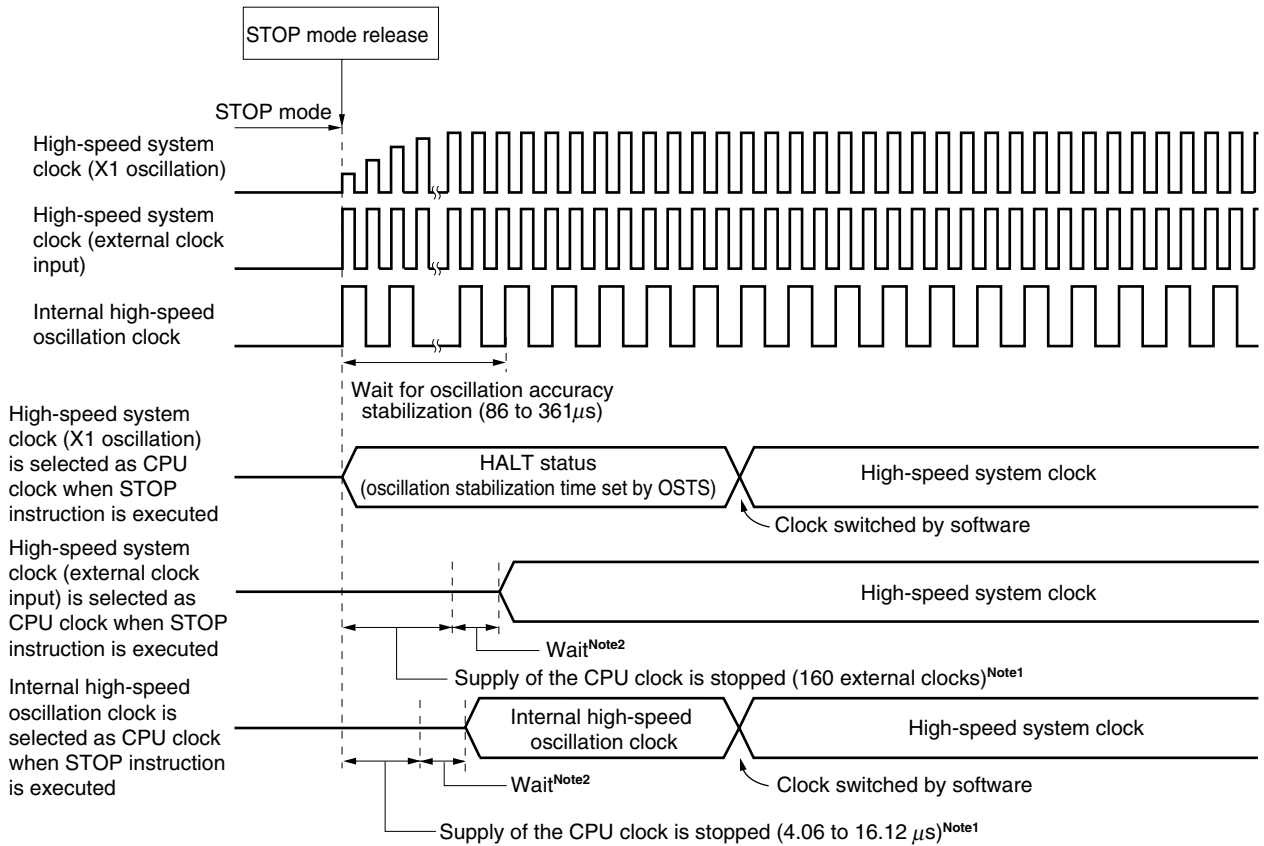 STOP mode release
STOP mode
High-speed system
clock (X1 oscillation)
High-speed system
clock (external clock
input)
Internal high-speed
oscillation clock
Wait for oscillation accuracy
stabilization (86 to 361μs)
High-speed system
clock (X1 oscillation)
is selected as CPU
clock when STOP
instruction is executed
HALT status
(oscillation stabilization time set by OSTS)
High-speed system clock
Clock switched by software
High-speed system
clock (external clock
input) is selected as
CPU clock when STOP
instruction is executed
High-speed system clock
WaitNote2
Supply of the CPU clock is stopped (160 external clocks)Note1
Internal high-speed
oscillation clock is
selected as CPU clock
when STOP instruction
is executed
Internal high-speed
oscillation clock
High-speed system clock
WaitNote2
Clock switched by software
Supply of the CPU clock is stopped (4.06 to 16.12 μs)Note1